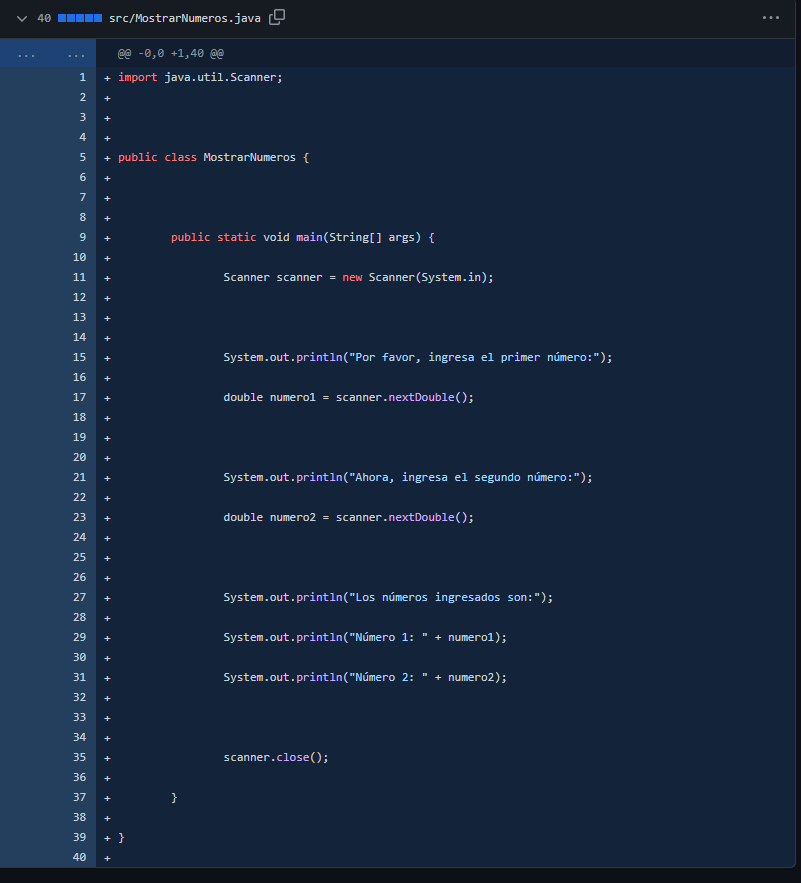 40 src/MostrarNumeros.java
... ... @@ -0,0 +1,40 @@
1 + import java.util.Scanner;
2 +
3 +
4 +
5 + public class MostrarNumeros {
6 +
7 +
8 +
9 + public static void main(String[] args) {
10 +
11 + Scanner scanner = new Scanner(System.in);
12 +
13 +
14 +
15 + System.out.println("Por favor, ingresa el primer número:");
16 +
17 + double numero1 = scanner.nextDouble();
18 +
19 +
20 +
21 + System.out.println("Ahora, ingresa el segundo número:");
22 +
23 + double numero2 = scanner.nextDouble();
24 +
25 +
26 +
27 + System.out.println("Los números ingresados son:");
28 +
29 + System.out.println("Número 1: " + numero1);
30 +
31 + System.out.println("Número 2: " + numero2);
32 +
33 +
34 +
35 + scanner.close();
36 +
37 + }
38 +
39 + }
40 +